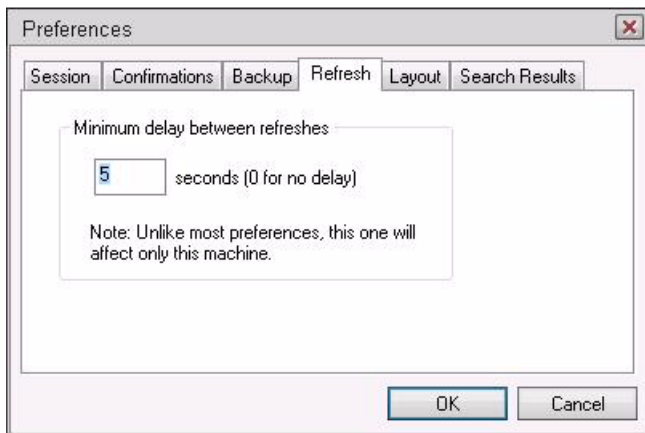 Preferences
Session Confirmations Backup Refresh Layout Search Results
Minimum delay between refreshes
5 seconds (0 for no delay)
Note: Unlike most preferences, this one will
affect only this machine.
OK Cancel